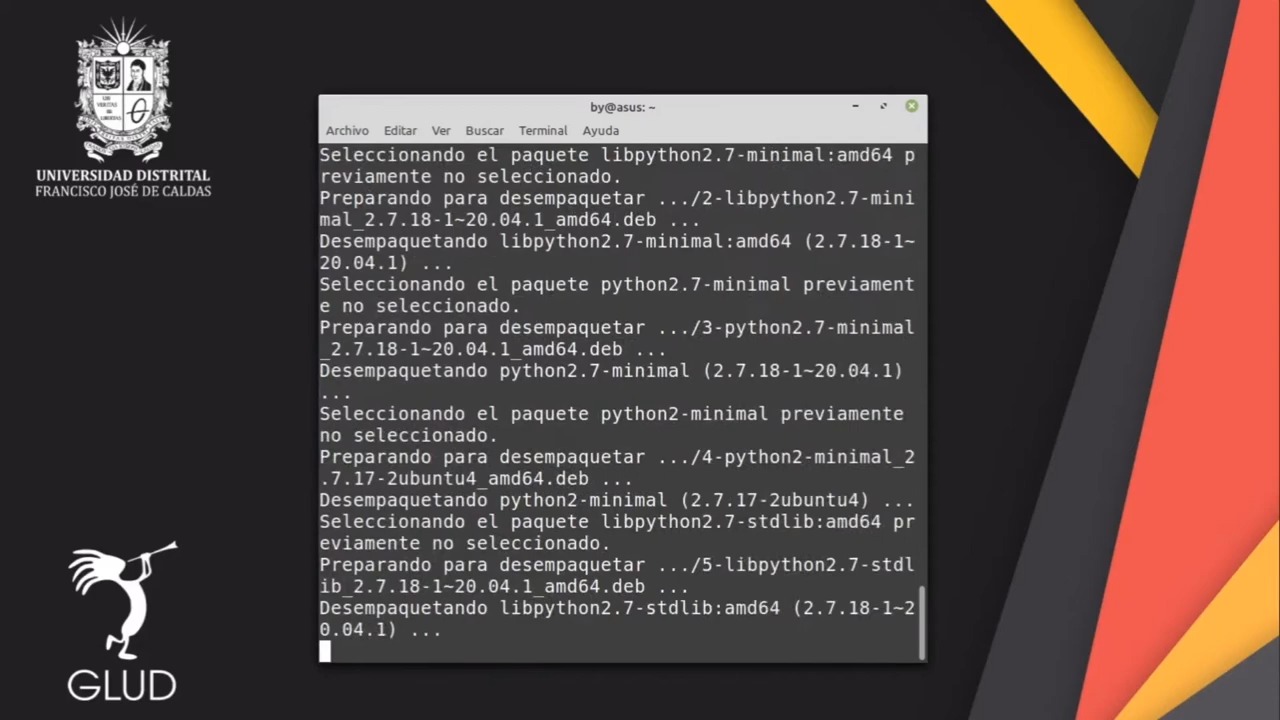 UNIVERSIDAD DISTRITAL
FRANCISCO JOSÉ DE CALDAS
GLUD
by@asus: ~
Archivo Editar Ver Buscar Terminal Ayuda
Seleccionando el paquete libpython2.7-minimal:amd64 p
reviamente no seleccionado.
Preparando para desempaquetar .../2-libpython2.7-mini
mal_2.7.18-1~20.04.1_amd64.deb ...
Desempaquetando libpython2.7-minimal:amd64 (2.7.18-1~
20.04.1) ...
Seleccionando el paquete python2.7-minimal previament
e no seleccionado.
Preparando para desempaquetar .../3-python2.7-minimal
_2.7.18-1~20.04.1_amd64.deb ...
Desempaquetando python2.7-minimal (2.7.18-1~20.04.1)
...
Seleccionando el paquete python2-minimal previamente
no seleccionado.
Preparando para desempaquetar .../4-python2-minimal_2
.7.17-2ubuntu4_amd64.deb ...
Desempaquetando python2-minimal (2.7.17-2ubuntu4) ...
Seleccionando el paquete libpython2.7-stdlib:amd64 pr
eviamente no seleccionado.
Preparando para desempaquetar .../5-libpython2.7-stdl
ib_2.7.18-1~20.04.1_amd64.deb ...
Desempaquetando libpython2.7-stdlib:amd64 (2.7.18-1~2
0.04.1) ...